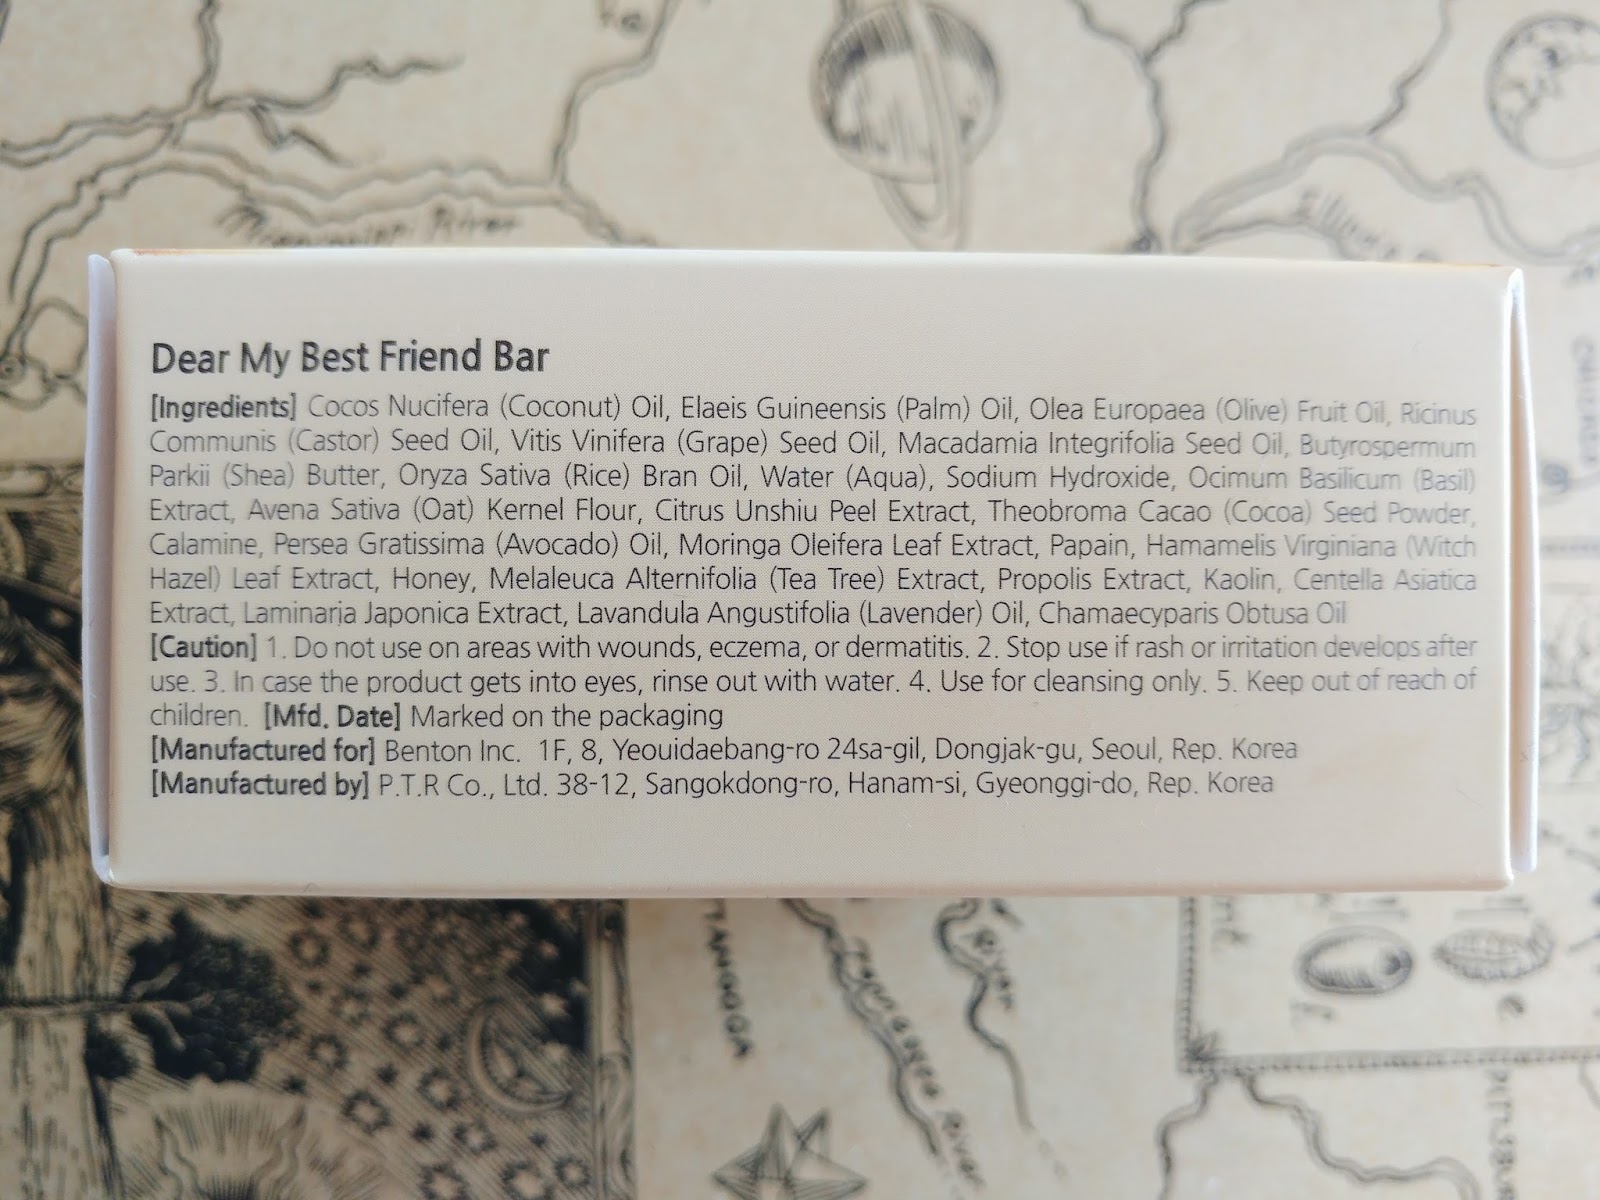 Mississippi River
Dear My Best Friend Bar
[Ingredients] Cocos Nucifera (Coconut) Oil, Elaeis Guineensis (Palm) Oil, Olea Europaea (Olive) Fruit Oil, Ricinus
Communis (Castor) Seed Oil, Vitis Vinifera (Grape) Seed Oil, Macadamia Integrifolia Seed Oil, Butyrospermum
Parkii (Shea) Butter, Oryza Sativa (Rice) Bran Oil, Water (Aqua), Sodium Hydroxide, Ocimum Basilicum (Basil)
Extract, Avena Sativa (Oat) Kernel Flour, Citrus Unshiu Peel Extract, Theobroma Cacao (Cocoa) Seed Powder,
Calamine, Persea Gratissima (Avocado) Oil, Moringa Oleifera Leaf Extract, Papain, Hamamelis Virginiana (Witch
Hazel) Leaf Extract, Honey, Melaleuca Alternifolia (Tea Tree) Extract, Propolis Extract, Kaolin, Centella Asiatica
Extract, Laminaria Japonica Extract, Lavandula Angustifolia (Lavender) Oil, Chamaecyparis Obtusa Oil
[Caution] 1. Do not use on areas with wounds, eczema, or dermatitis. 2. Stop use if rash or irritation develops after
use. 3. In case the product gets into eyes, rinse out with water. 4. Use for cleansing only. 5. Keep out of reach of
children. [Mfd. Date] Marked on the packaging
[Manufactured for] Benton Inc. 1F, 8, Yeouidaebang-ro 24sa-gil, Dongjak-gu, Seoul, Rep. Korea
[Manufactured by] P.T.R Co., Ltd. 38-12, Sangokdong-ro, Hanam-si, Gyeonggi-do, Rep. Korea
River
River